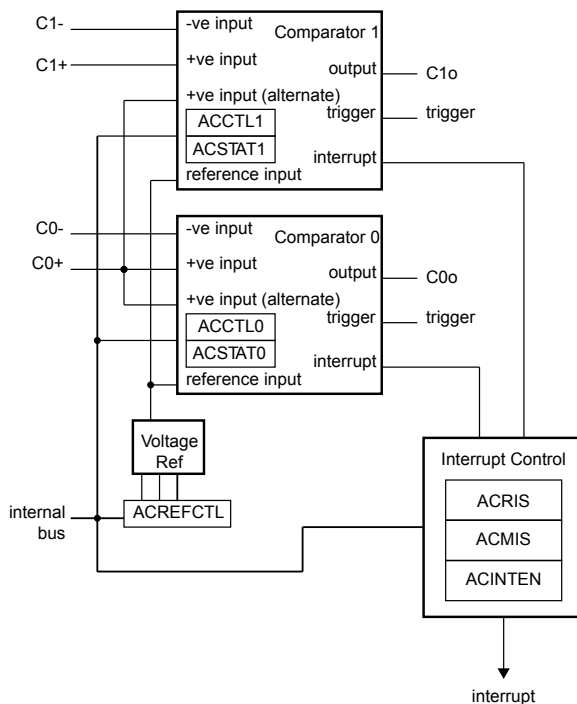 C1-
-ve input
Comparator 1
C1+
+ve input
output
C1o
+ve input (alternate)
trigger
trigger
ACCTL1
ACSTAT1
interrupt
reference input
C0-
-ve input
Comparator 0
C0+
+ve input
output
C0o
+ve input (alternate)
trigger
trigger
ACCTL0
ACSTAT0
interrupt
reference input
Voltage
Ref
Interrupt Control
internal
bus
ACREFCTL
ACRIS
ACMIS
ACINTEN
interrupt